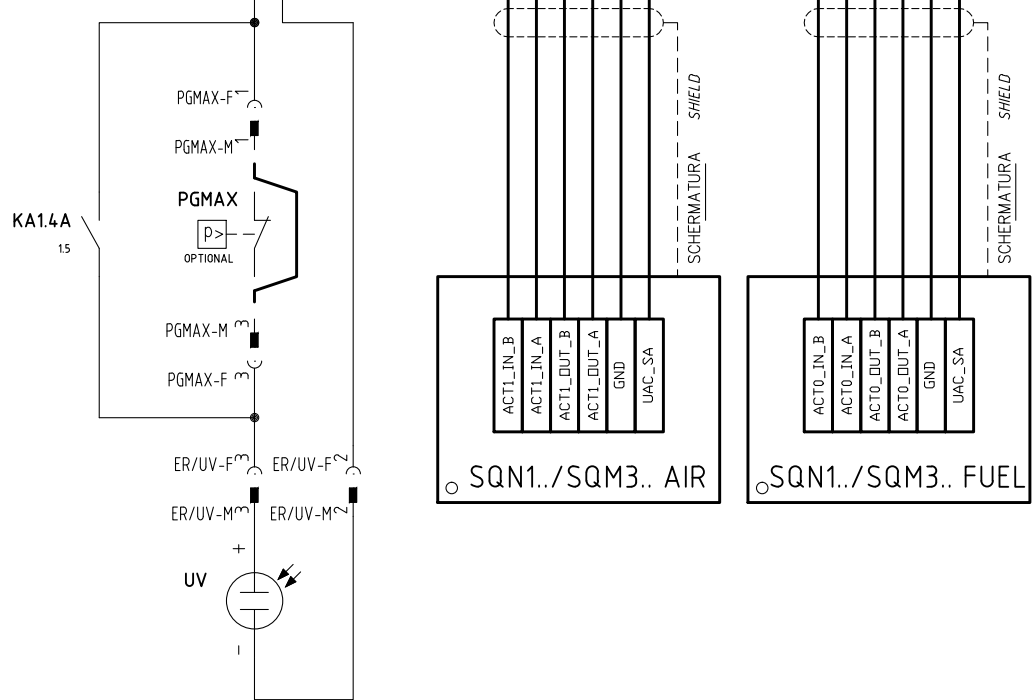 PGMAX-F 1
PGMAX-M 1
PGMAX
KA1.4A
1.5
P>
OPTIONAL
PGMAX-M 3
PGMAX-F 3
ER/UV-F 3
ER/UV-F 2
ER/UV-M 3
ER/UV-M 2
+
UV
-
SCHERMATURA SHIELD
ACT1_IN_B
ACT1_IN_A
ACT1_OUT_B
ACT1_OUT_A
GND
UAC_SA
SQN1../SQM3.. AIR
SCHERMATURA SHIELD
ACT0_IN_B
ACT0_IN_A
ACT0_OUT_B
ACT0_OUT_A
GND
UAC_SA
SQN1../SQM3.. FUEL